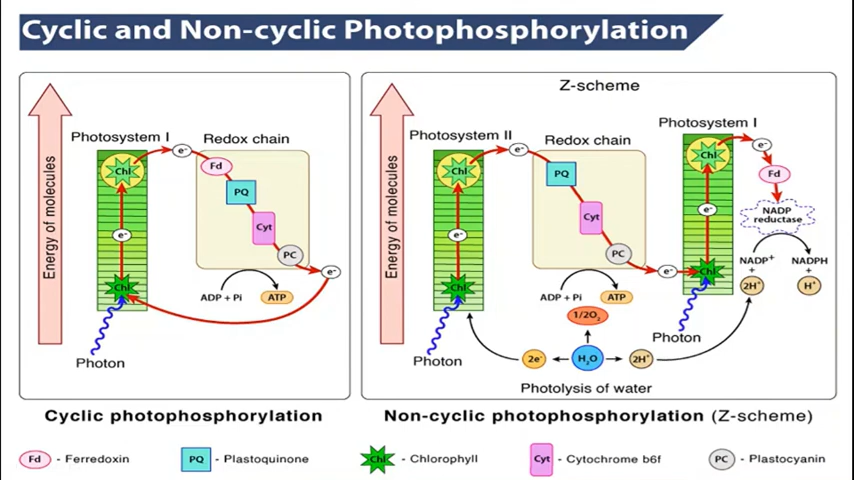 Cyclic and Non-cyclic Photophosphorylation
Energy of molecules
Photosystem I
Redox chain
Chl
e⁻
Fd
PQ
Cyt
PC
e⁻
e⁻
Chl
ADP + Pi
ATP
Photon
Cyclic photophosphorylation
Z-scheme
Energy of molecules
Photosystem II
Redox chain
Photosystem I
Chl
e⁻
PQ
Cyt
PC
e⁻
e⁻
Chl
Chl
e⁻
Fd
NADP
reductase
e⁻
Chl
NADP⁺
+
2H⁺
NADPH
+
H⁺
ADP + Pi
ATP
1/2O₂
Photon
Photon
2e⁻
H₂O
2H⁺
Photolysis of water
Non-cyclic photophosphorylation (Z-scheme)
Fd - Ferredoxin
PQ - Plastoquinone
Chl - Chlorophyll
Cyt - Cytochrome b6f
PC - Plastocyanin